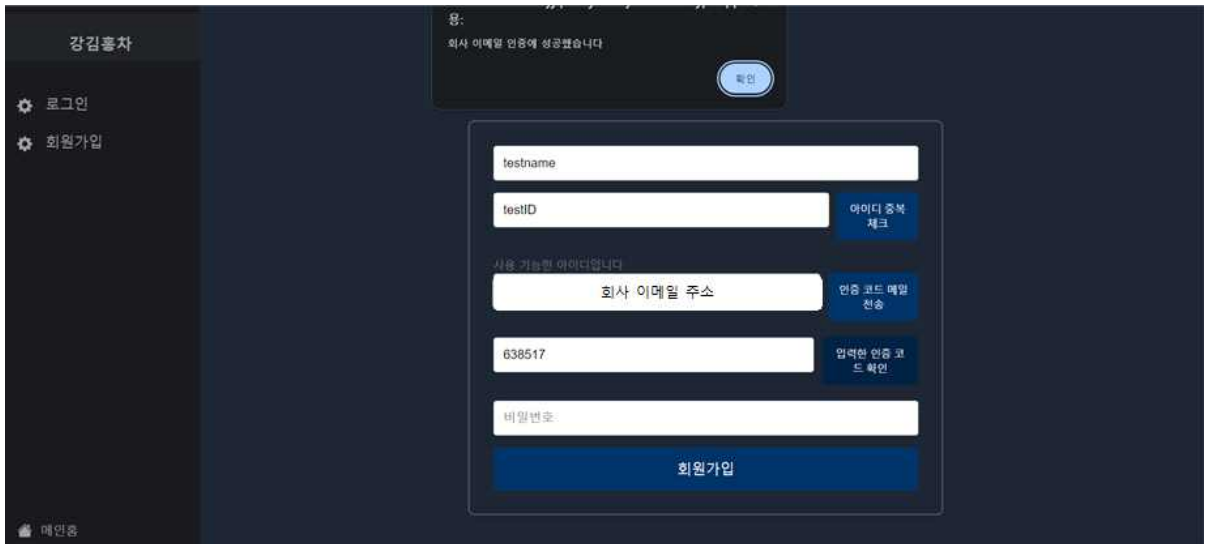 용:
회사 이메일 인증에 성공했습니다
확인
강김홍차
로그인
회원가입
testname
testID
아이디 중복
체크
사용 가능한 아이디입니다
회사 이메일 주소
인증 코드 메일
전송
638517
입력한 인증 코
드 확인
비밀번호
회원가입
메인홈